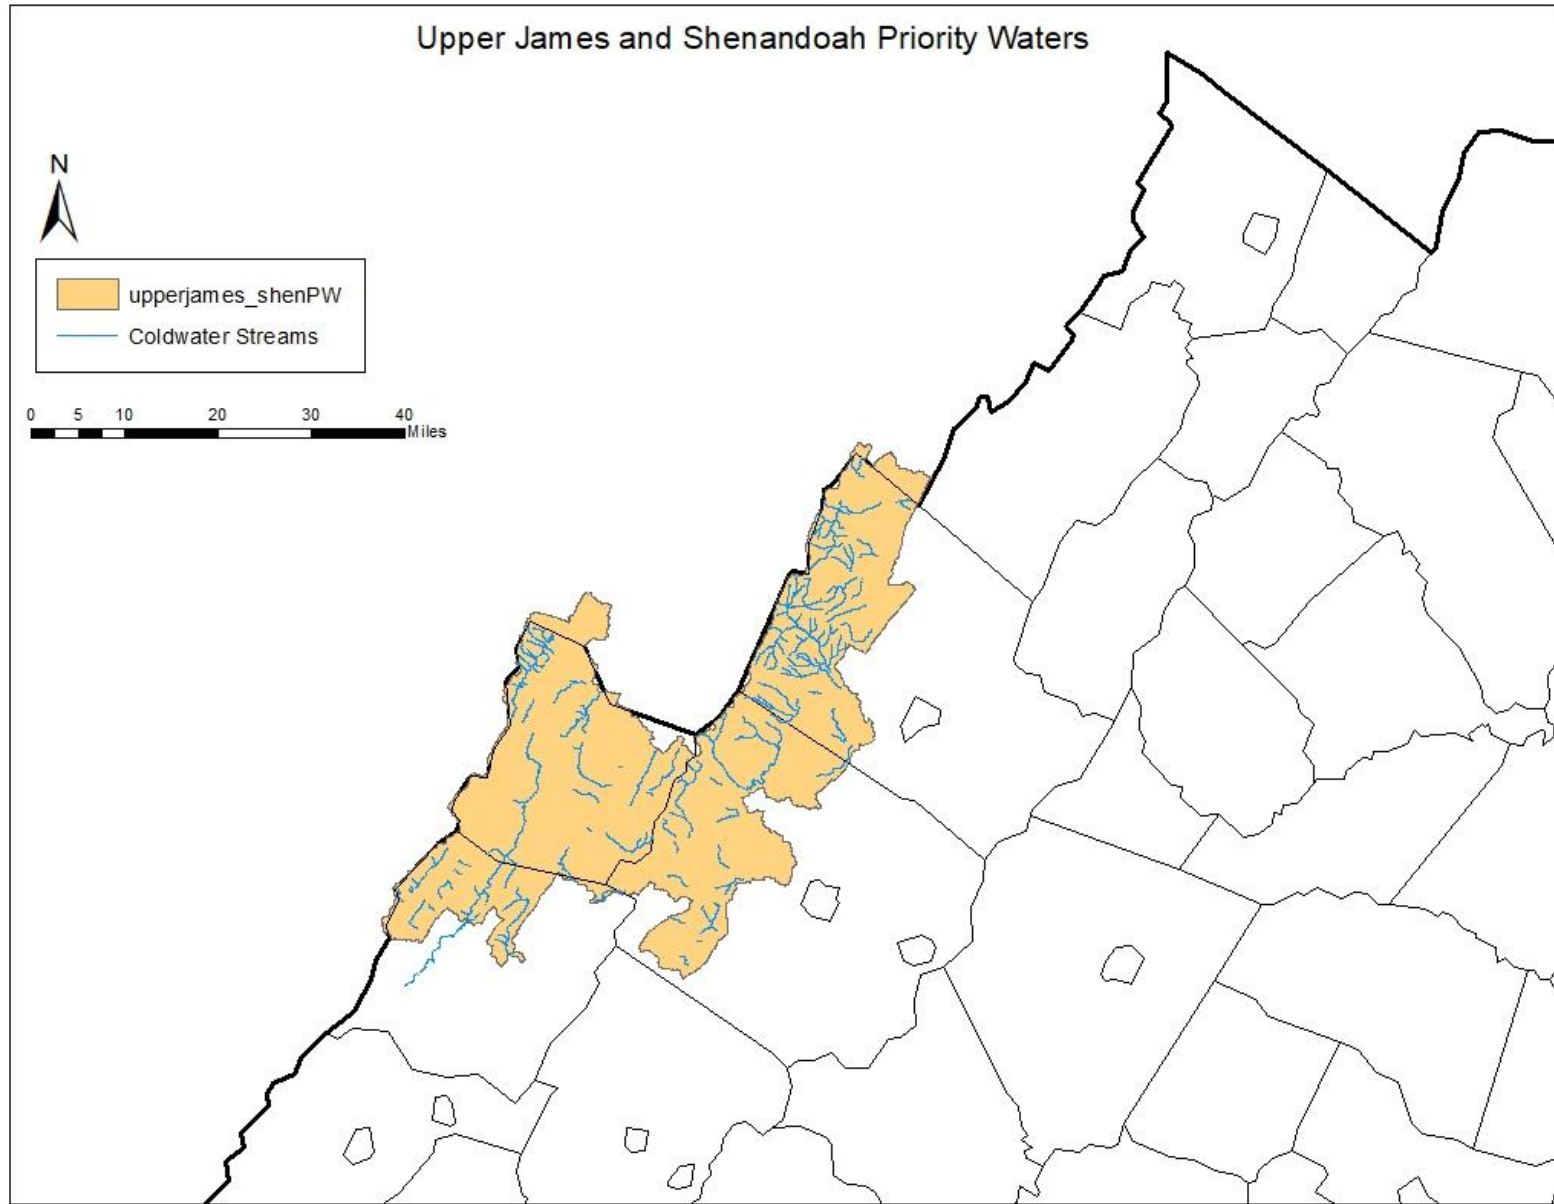 Upper James and Shenandoah Priority Waters
N
upperjames_shenPW
Coldwater Streams
0 5 10 20 30 40
Miles